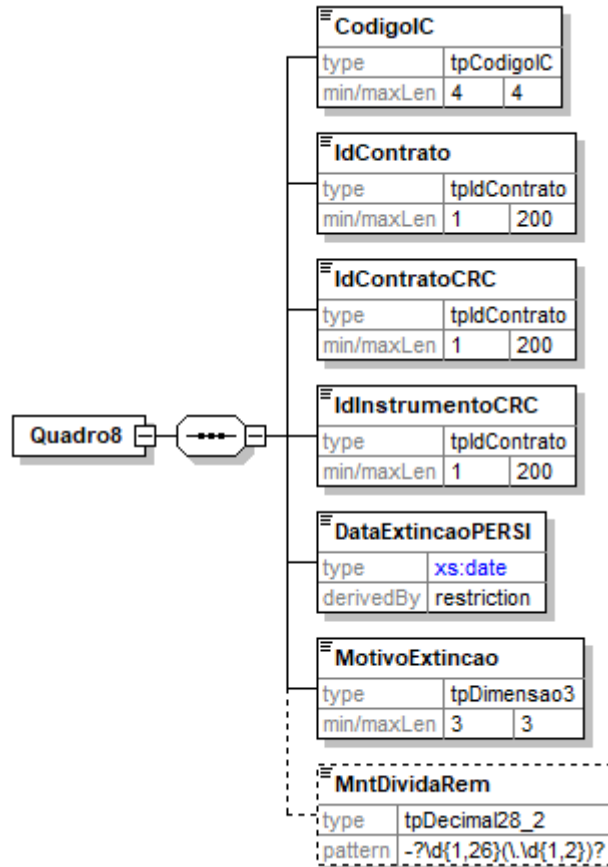 CodigoIC
type tpCodigoIC
min/maxLen 4 4
IdContrato
type tpIdContrato
min/maxLen 1 200
IdContratoCRC
type tpIdContrato
min/maxLen 1 200
IdInstrumentoCRC
type tpIdContrato
min/maxLen 1 200
Quadro8
DataExtincaoPERSI
type xs:date
derivedBy restriction
MotivoExtincao
type tpDimensao3
min/maxLen 3 3
MntDividaRem
type tpDecimal28_2
pattern -?\d{1,26}(\.\d{1,2})?